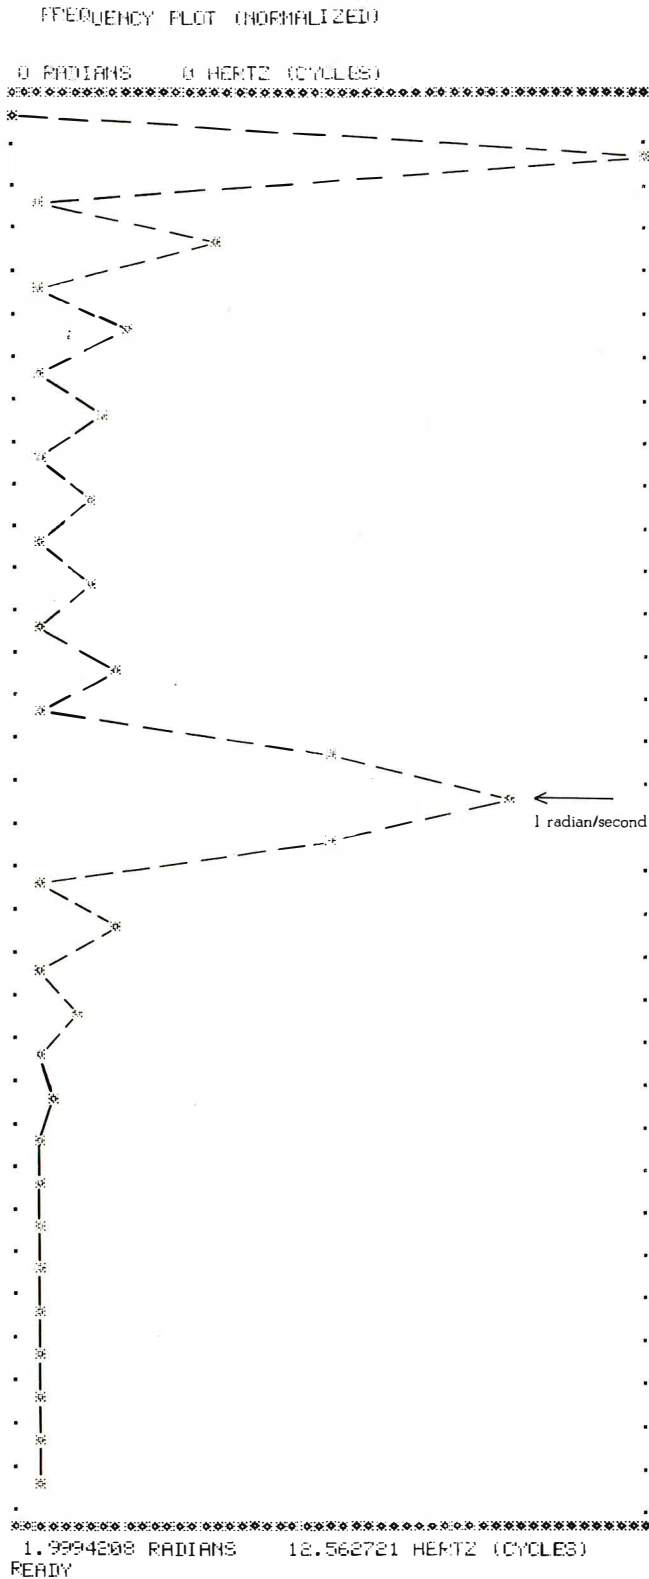 FREQUENCY PLOT (NORMALIZED)
0 RADIANS 0 HERTZ (CYCLES)
1 radian/second
1.9994208 RADIANS 12.562721 HERTZ (CYCLES)
READY